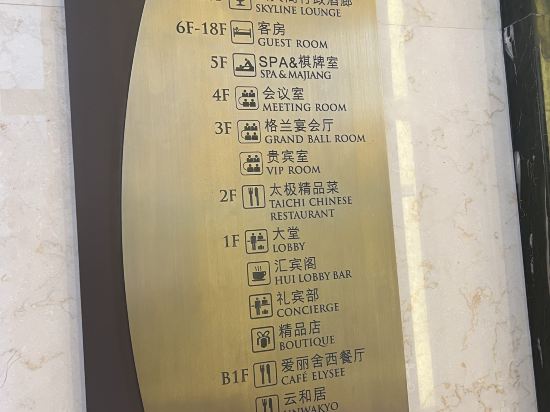 SKYLINE LOUNGE
6F-18F 客房
GUEST ROOM
5F SPA&棋牌室
SPA & MAJIANG
4F 会议室
MEETING ROOM
3F 格兰宴会厅
GRAND BALL ROOM
贵宾室
VIP ROOM
2F 太极精品菜
TAICHI CHINESE
RESTAURANT
1F 大堂
LOBBY
汇宾阁
HUI LOBBY BAR
礼宾部
CONCIERGE
精品店
BOUTIQUE
B1F 爱丽舍西餐厅
CAFÉ ELYSEE
云和居